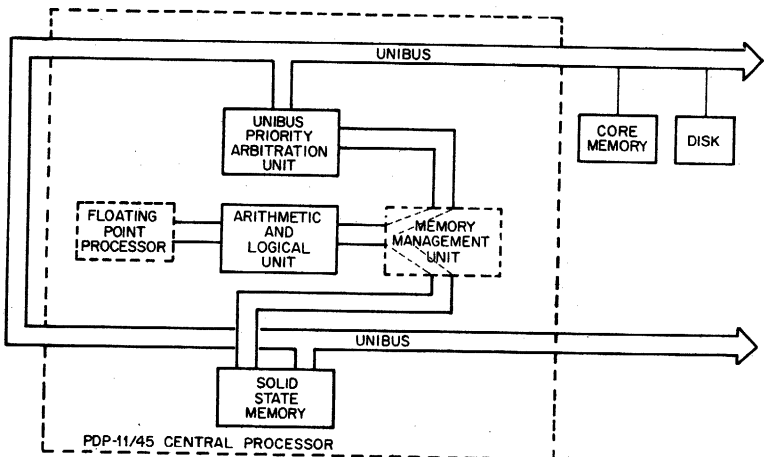 UNIBUS
UNIBUS
PRIORITY
ARBITRATION
UNIT
CORE
MEMORY
DISK
FLOATING
POINT
PROCESSOR
ARITHMETIC
AND
LOGICAL
UNIT
MEMORY
MANAGEMENT
UNIT
UNIBUS
SOLID
STATE
MEMORY
PDP-11/45 CENTRAL PROCESSOR